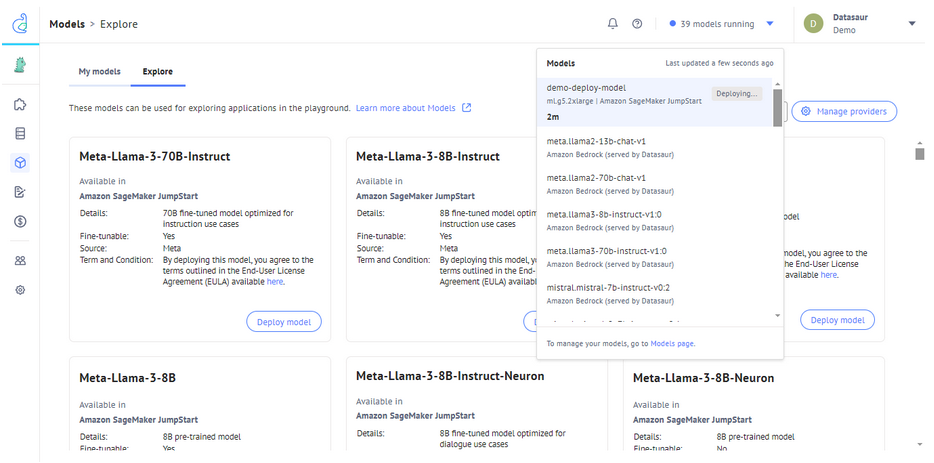 Models > Explore
39 models running
D
Datasaur
Demo
My models
Explore
These models can be used for exploring applications in the playground. Learn more about Models
Manage providers
Models
Last updated a few seconds ago
demo-deploy-model
Deploying...
ml.g5.2xlarge | Amazon SageMaker JumpStart
2m
meta.llama2-13b-chat-v1
Amazon Bedrock (served by Datasaur)
meta.llama2-70b-chat-v1
Amazon Bedrock (served by Datasaur)
meta.llama3-8b-instruct-v1:0
Amazon Bedrock (served by Datasaur)
meta.llama3-70b-instruct-v1:0
Amazon Bedrock (served by Datasaur)
mistral.mistral-7b-instruct-v0:2
Amazon Bedrock (served by Datasaur)
To manage your models, go to Models page.
Meta-Llama-3-70B-Instruct
Available in
Amazon SageMaker JumpStart
Details: 70B fine-tuned model optimized for
instruction use cases
Fine-tunable: Yes
Source: Meta
Term and Condition: By deploying this model, you agree to the
terms outlined in the End-User License
Agreement (EULA) available here.
Deploy model
Meta-Llama-3-8B-Instruct
Available in
Amazon SageMaker JumpStart
Details: 8B fine-tuned model optim
instruction use cases
Fine-tunable: Yes
Source: Meta
Term and Condition: By deploying this model, y
terms outlined in the End-
Agreement (EULA) availabl
odel
model, you agree to the
he End-User License
available here.
Deploy model
Meta-Llama-3-8B
Available in
Amazon SageMaker JumpStart
Details: 8B pre-trained model
Fine-tunable: Yes
Meta-Llama-3-8B-Instruct-Neuron
Available in
Amazon SageMaker JumpStart
Details: 8B fine-tuned model optimized for
dialogue use cases
Meta-Llama-3-8B-Neuron
Available in
Amazon SageMaker JumpStart
Details: 8B pre-trained model
Fine-tunable: No